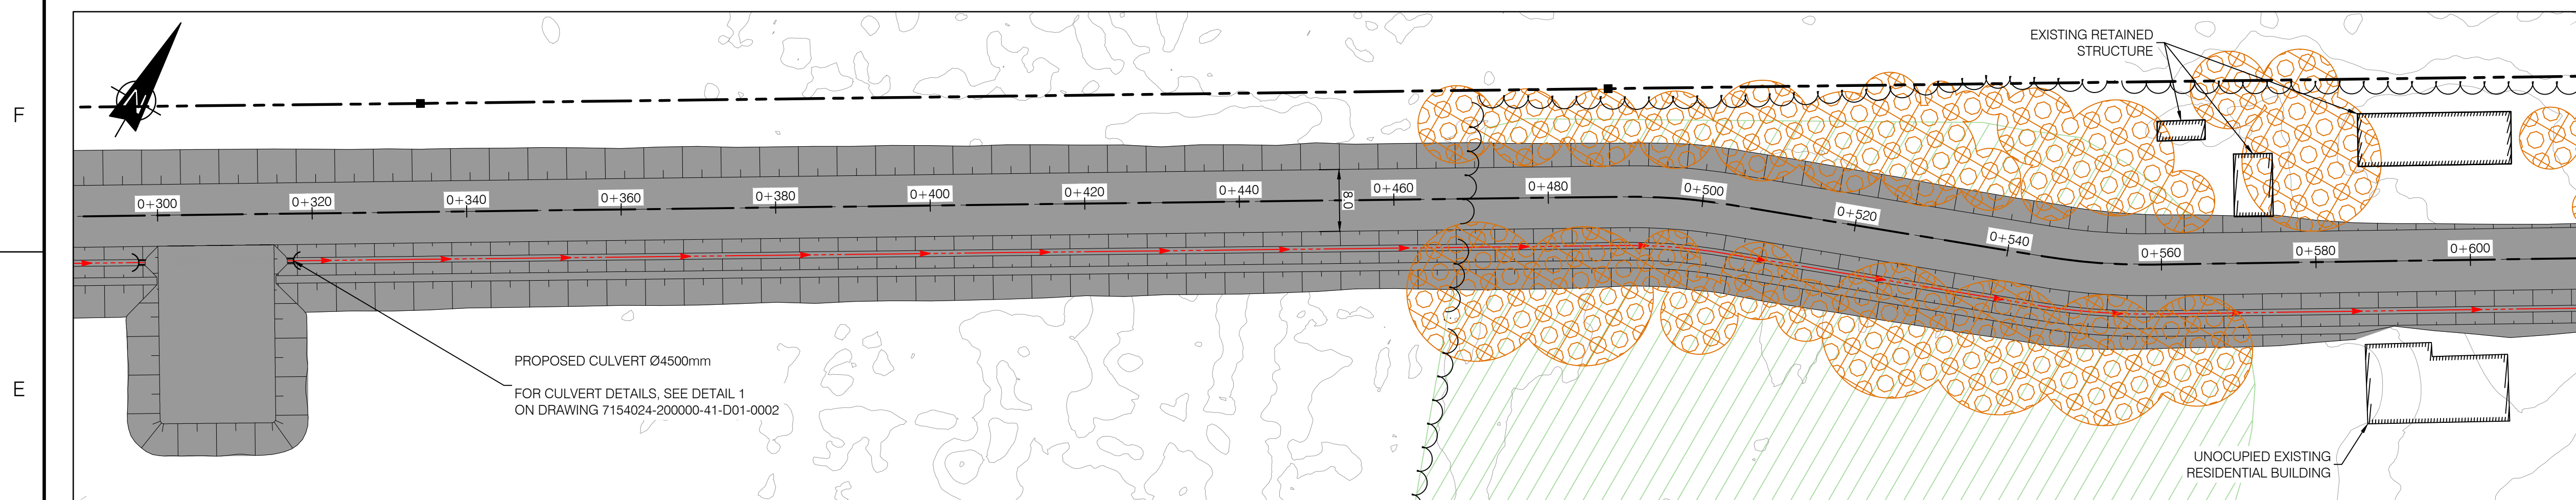 EXISTING RETAINED
STRUCTURE
F
N
0+300
0+320
0+340
0+360
0+380
0+400
0+420
0+440
0+460
0+480
0+500
0+520
0+540
0+560
0+580
0+600
8.0
E
PROPOSED CULVERT Ø4500mm
FOR CULVERT DETAILS, SEE DETAIL 1
ON DRAWING 7154024-200000-41-D01-0002
UNOCUPIED EXISTING
RESIDENTIAL BUILDING